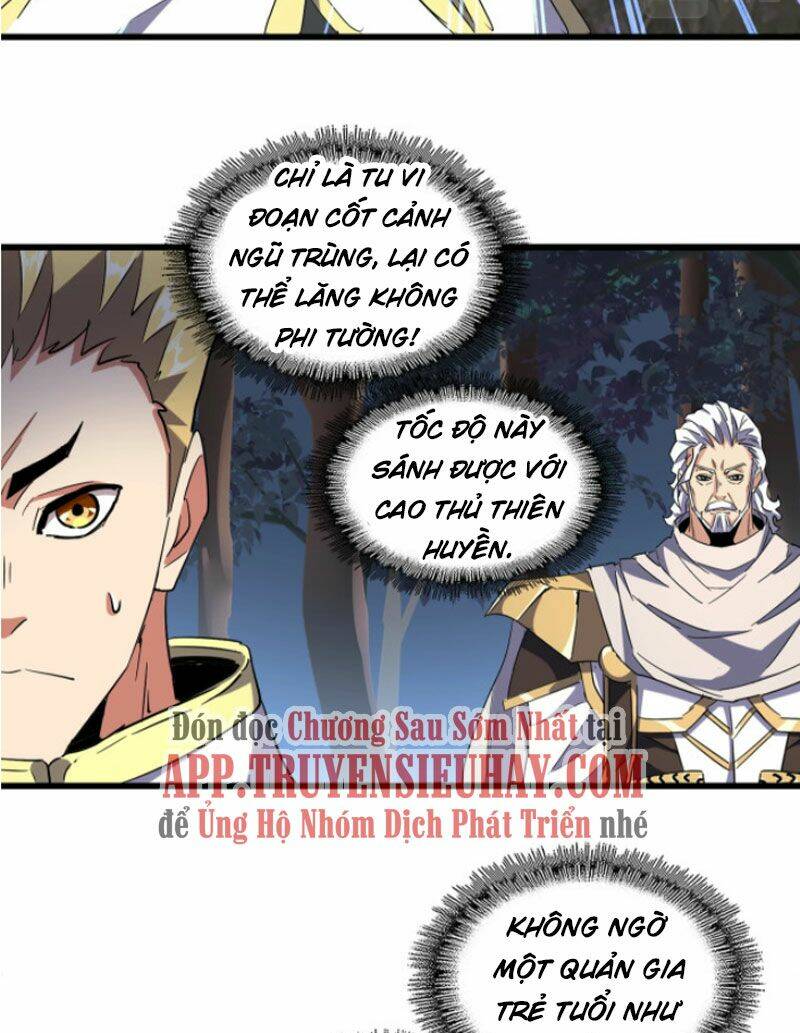 CHỈ LÀ TU VI
ĐOẠN CỐT CẢNH
NGŨ TRÙNG, LẠI CÓ
THỂ LĂNG KHÔNG
PHI TƯỜNG!
TỐC ĐỘ NÀY
SÁNH ĐƯỢC VỚI
CAO THỦ THIÊN
HUYỀN.
Đón đọc Chương Sau Sớm Nhất tại
APP.TRUYENSIEUHAY.COM
để Ủng Hộ Nhóm Dịch Phát Triển nhé
KHÔNG NGỜ
MỘT QUẢN GIA
TRẺ TUỔI NHƯ